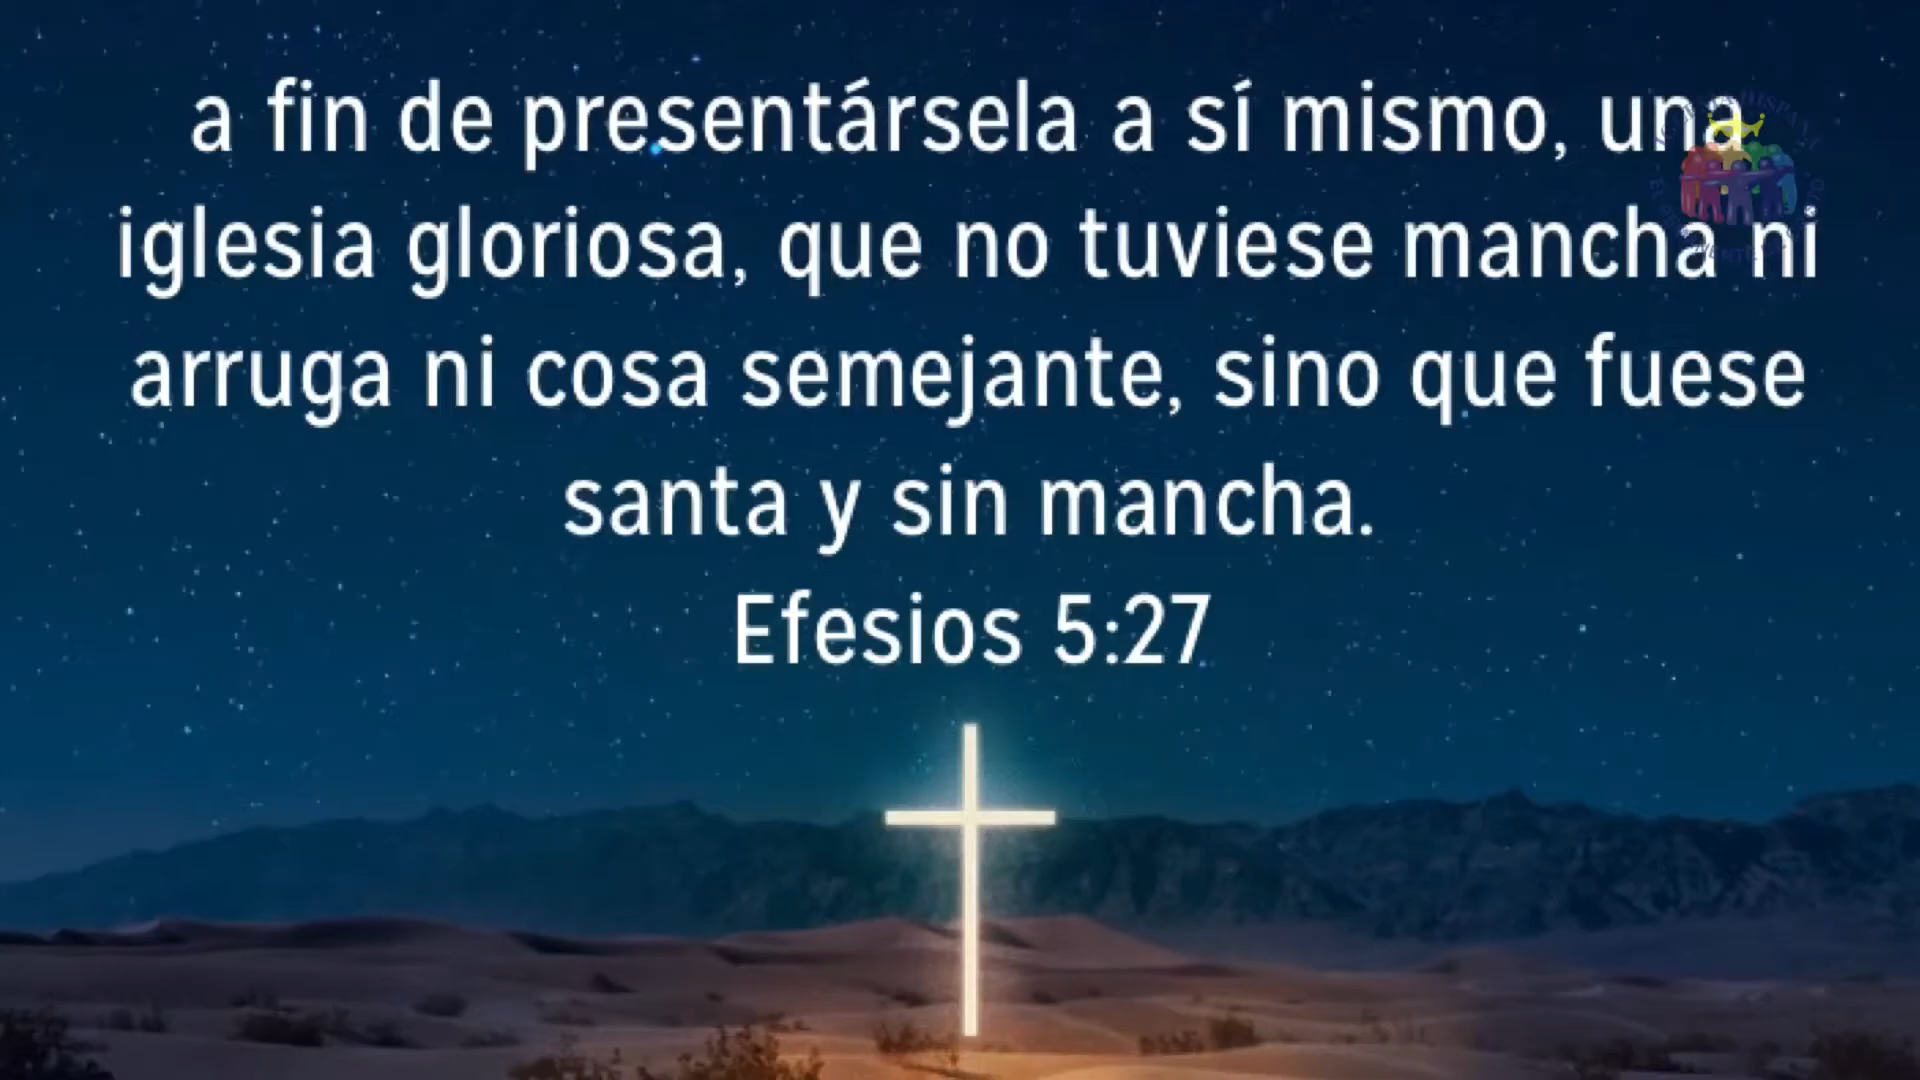 a fin de presentársela a sí mismo, una
iglesia gloriosa, que no tuviese mancha ni
arruga ni cosa semejante, sino que fuese
santa y sin mancha.
Efesios 5:27